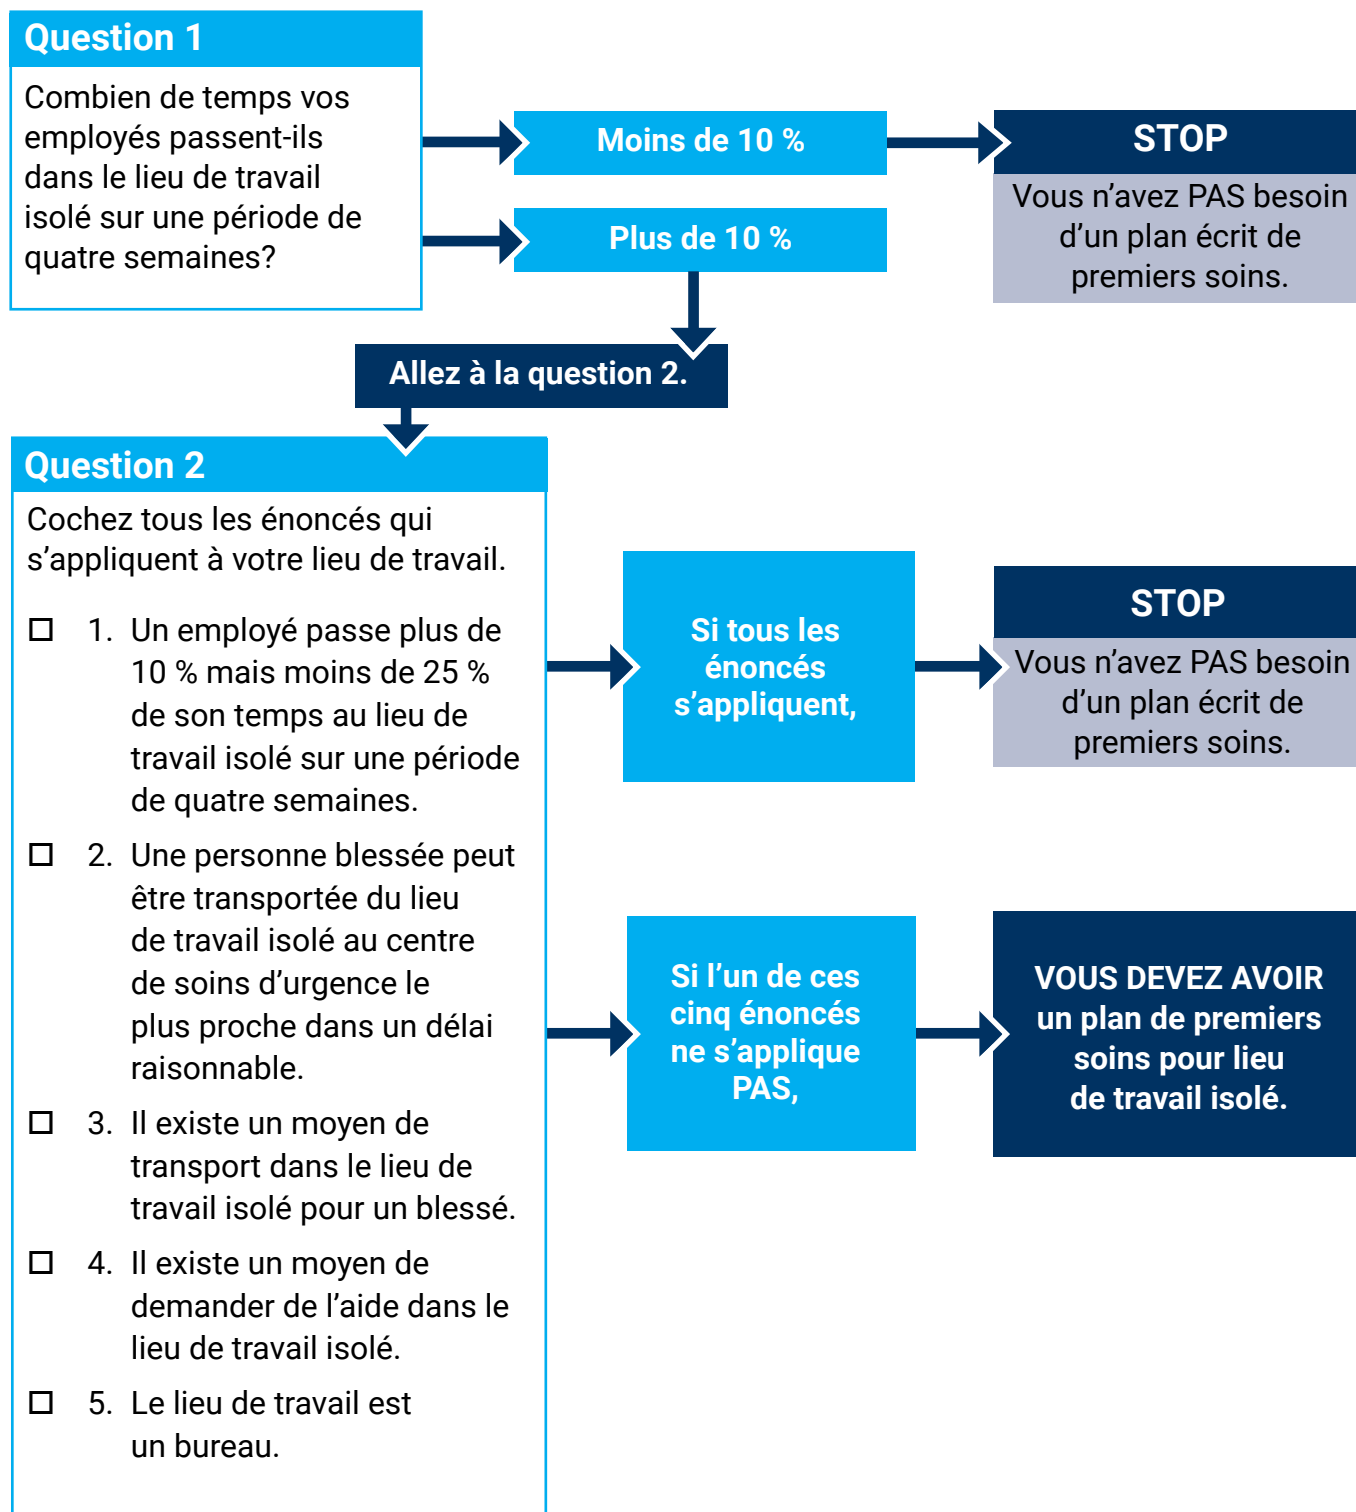 Question 1
Combien de temps vos
employés passent-ils
dans le lieu de travail
isolé sur une période de
quatre semaines?
Moins de 10 %
STOP
Vous n’avez PAS besoin
d’un plan écrit de
premiers soins.
Plus de 10 %
Allez à la question 2.
Question 2
Cochez tous les énoncés qui
s’appliquent à votre lieu de travail.
1. Un employé passe plus de
10 % mais moins de 25 %
de son temps au lieu de
travail isolé sur une période
de quatre semaines.
2. Une personne blessée peut
être transportée du lieu
de travail isolé au centre
de soins d’urgence le
plus proche dans un délai
raisonnable.
3. Il existe un moyen de
transport dans le lieu de
travail isolé pour un blessé.
4. Il existe un moyen de
demander de l’aide dans le
lieu de travail isolé.
5. Le lieu de travail est
un bureau.
Si tous les
énoncés
s’appliquent,
STOP
Vous n’avez PAS besoin
d’un plan écrit de
premiers soins.
Si l’un de ces
cinq énoncés
ne s’applique
PAS,
VOUS DEVEZ AVOIR
un plan de premiers
soins pour lieu
de travail isolé.